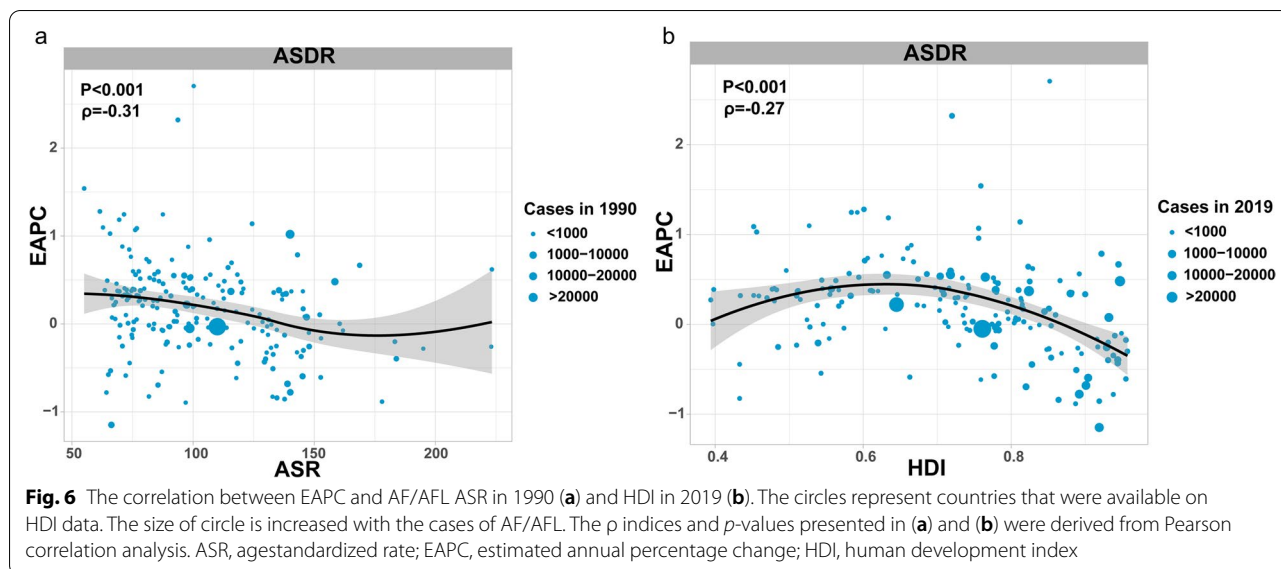 a
ASDR
P<0.001
ρ=-0.31
EAPC
2
1
0
−1
50
100
150
200
ASR
Cases in 1990
<1000
1000−10000
10000−20000
>20000
b
ASDR
P<0.001
ρ=-0.27
EAPC
2
1
0
−1
0.4
0.6
0.8
HDI
Cases in 2019
<1000
1000−10000
10000−20000
>20000
Fig. 6 The correlation between EAPC and AF/AFL ASR in 1990 (a) and HDI in 2019 (b). The circles represent countries that were available on
HDI data. The size of circle is increased with the cases of AF/AFL. The ρ indices and p-values presented in (a) and (b) were derived from Pearson
correlation analysis. ASR, agestandardized rate; EAPC, estimated annual percentage change; HDI, human development index